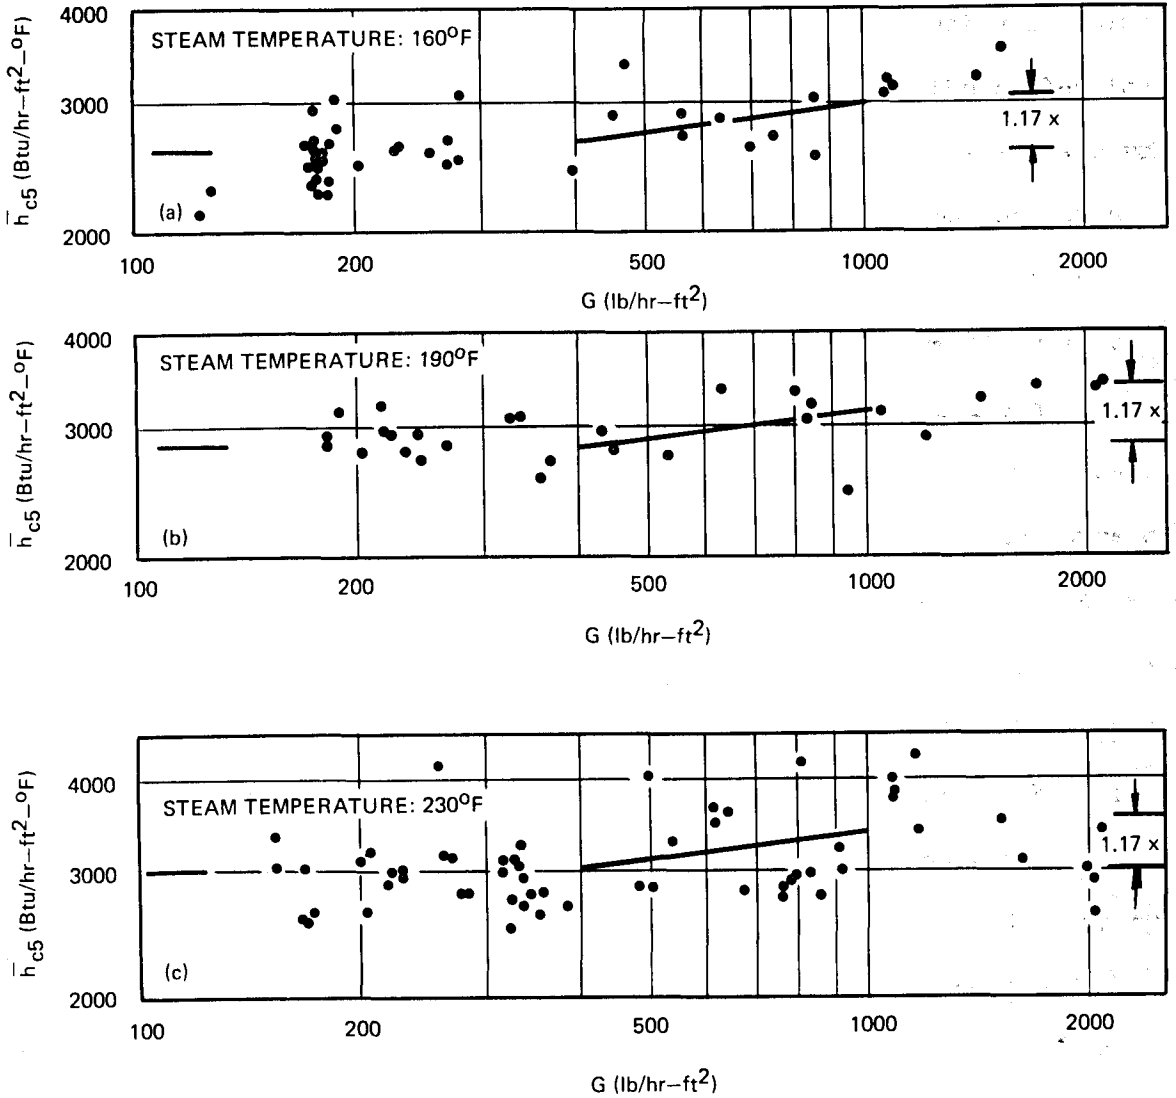 4000
STEAM TEMPERATURE: 160°F
3000
1.17 x
(a)
2000
h̅c5 (Btu/hr–ft²–°F)
100
200
500
1000
2000
G (lb/hr–ft²)
4000
STEAM TEMPERATURE: 190°F
3000
1.17 x
(b)
2000
h̅c5 (Btu/hr–ft²–°F)
100
200
500
1000
2000
G (lb/hr–ft²)
4000
STEAM TEMPERATURE: 230°F
3000
1.17 x
(c)
2000
h̅c5 (Btu/hr–ft²–°F)
100
200
500
1000
2000
G (lb/hr–ft²)